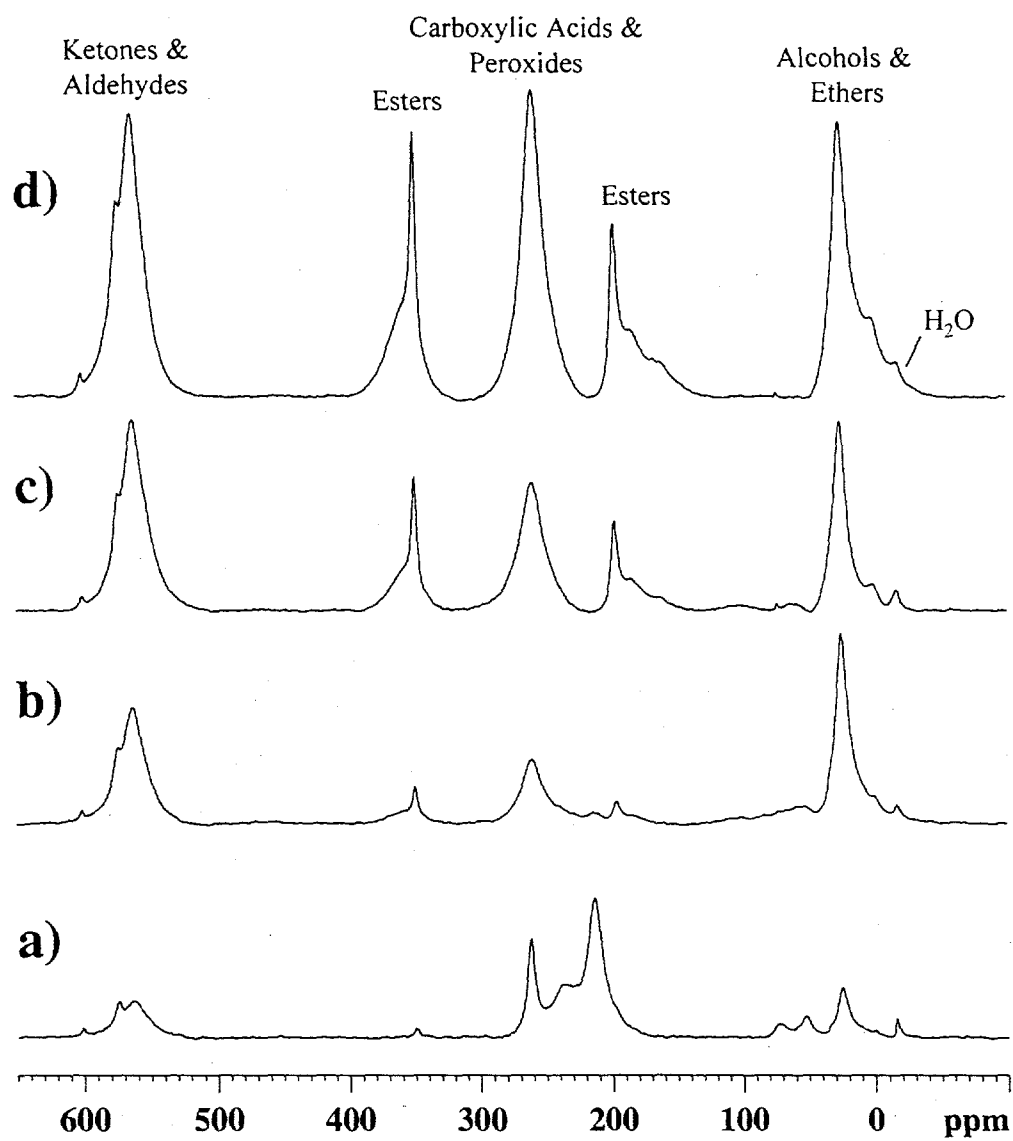 Carboxylic Acids &
Peroxides
Ketones &
Aldehydes
Esters
Alcohols &
Ethers
d)
Esters
H₂O
c)
b)
a)
600 500 400 300 200 100 0 ppm